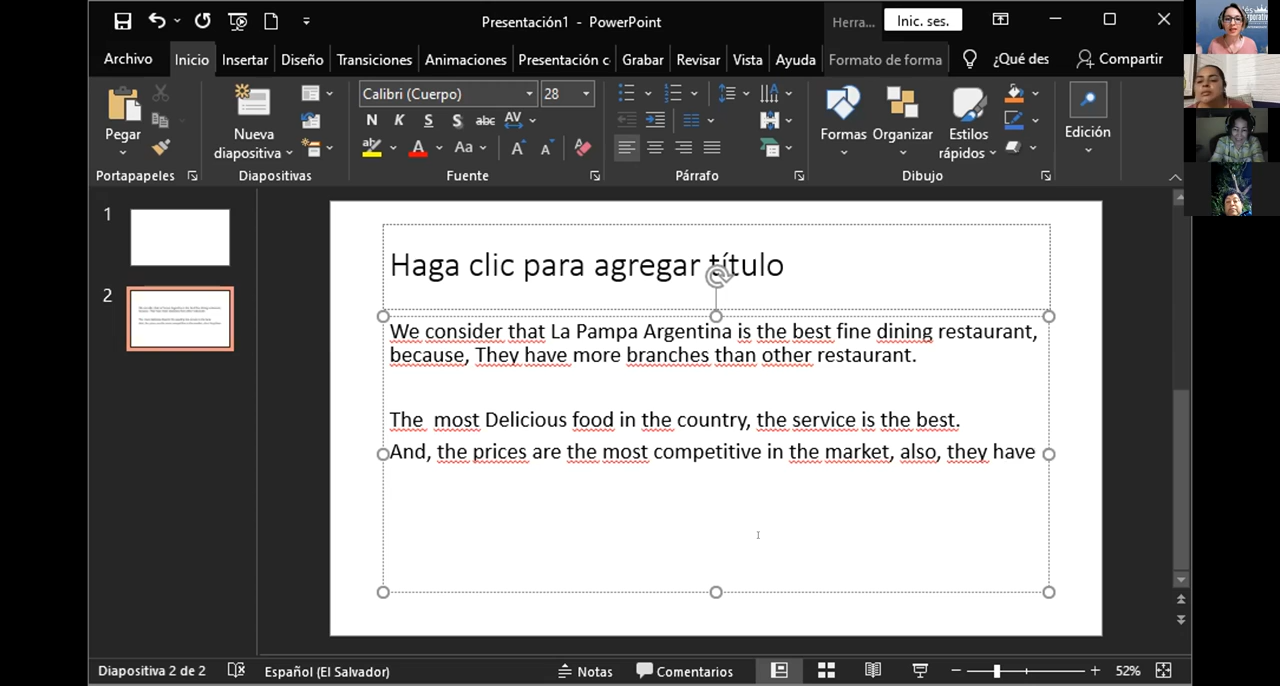 Presentación1 - PowerPoint
Herra...
Inic. ses.
Archivo
Inicio
Insertar
Diseño
Transiciones
Animaciones
Presentación c
Grabar
Revisar
Vista
Ayuda
Formato de forma
¿Qué des
Compartir
Pegar
Portapapeles
Nueva
diapositiva
Diapositivas
Calibri (Cuerpo)
28
N K S S abc AV
A Aa A A
Fuente
Párrafo
Formas
Organizar
Estilos
rápidos
Dibujo
Edición
1
2
Haga clic para agregar título
We consider that La Pampa Argentina is the best fine dining restaurant,
because, They have more branches than other restaurant.
The most Delicious food in the country, the service is the best.
And, the prices are the most competitive in the market, also, they have
Diapositiva 2 de 2
Español (El Salvador)
Notas
Comentarios
52%